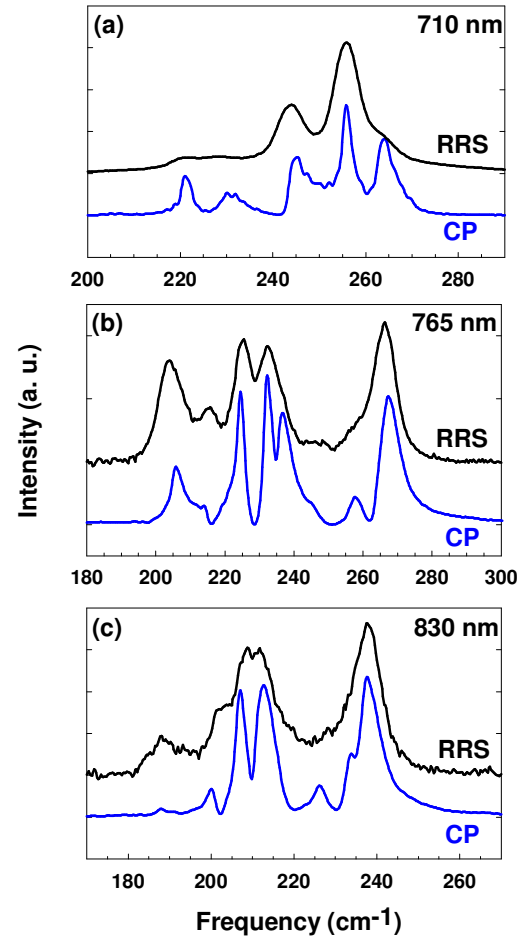 (a) 710 nm
RRS
CP
200 220 240 260 280
(b) 765 nm
RRS
CP
180 200 220 240 260 280 300
(c) 830 nm
RRS
CP
180 200 220 240 260
Intensity (a. u.)
Frequency (cm-1)